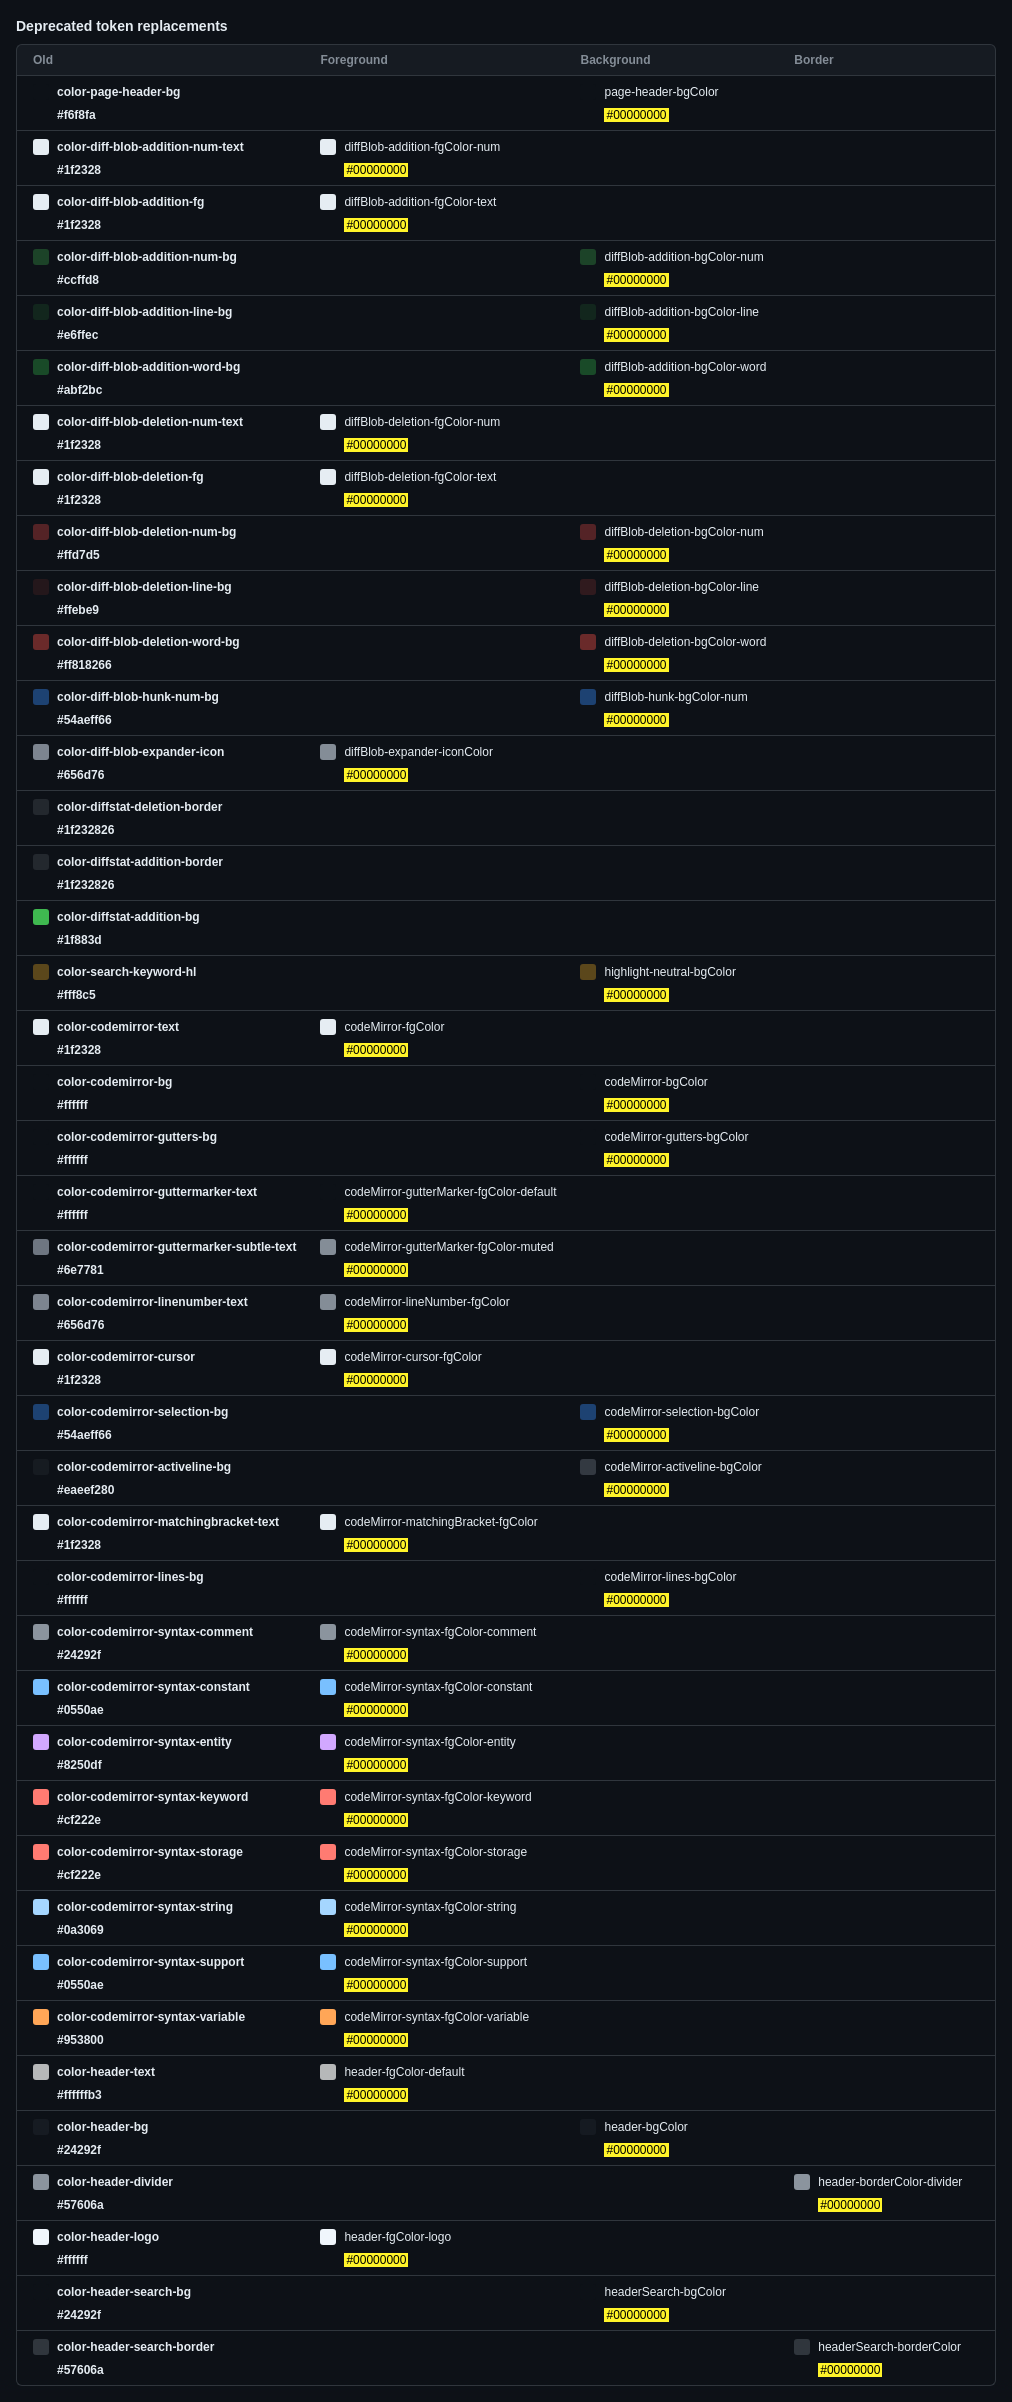 Deprecated token replacements
Old Foreground Background Border
color-page-header-bg page-header-bgColor
#f6f8fa #00000000
color-diff-blob-addition-num-text diffBlob-addition-fgColor-num
#1f2328 #00000000
color-diff-blob-addition-fg diffBlob-addition-fgColor-text
#1f2328 #00000000
color-diff-blob-addition-num-bg diffBlob-addition-bgColor-num
#ccffd8 #00000000
color-diff-blob-addition-line-bg diffBlob-addition-bgColor-line
#e6ffec #00000000
color-diff-blob-addition-word-bg diffBlob-addition-bgColor-word
#abf2bc #00000000
color-diff-blob-deletion-num-text diffBlob-deletion-fgColor-num
#1f2328 #00000000
color-diff-blob-deletion-fg diffBlob-deletion-fgColor-text
#1f2328 #00000000
color-diff-blob-deletion-num-bg diffBlob-deletion-bgColor-num
#ffd7d5 #00000000
color-diff-blob-deletion-line-bg diffBlob-deletion-bgColor-line
#ffebe9 #00000000
color-diff-blob-deletion-word-bg diffBlob-deletion-bgColor-word
#ff818266 #00000000
color-diff-blob-hunk-num-bg diffBlob-hunk-bgColor-num
#54aeff66 #00000000
color-diff-blob-expander-icon diffBlob-expander-iconColor
#656d76 #00000000
color-diffstat-deletion-border
#1f232826
color-diffstat-addition-border
#1f232826
color-diffstat-addition-bg
#1f883d
color-search-keyword-hl highlight-neutral-bgColor
#fff8c5 #00000000
color-codemirror-text codeMirror-fgColor
#1f2328 #00000000
color-codemirror-bg codeMirror-bgColor
#ffffff #00000000
color-codemirror-gutters-bg codeMirror-gutters-bgColor
#ffffff #00000000
color-codemirror-guttermarker-text codeMirror-gutterMarker-fgColor-default
#ffffff #00000000
color-codemirror-guttermarker-subtle-text codeMirror-gutterMarker-fgColor-muted
#6e7781 #00000000
color-codemirror-linenumber-text codeMirror-lineNumber-fgColor
#656d76 #00000000
color-codemirror-cursor codeMirror-cursor-fgColor
#1f2328 #00000000
color-codemirror-selection-bg codeMirror-selection-bgColor
#54aeff66 #00000000
color-codemirror-activeline-bg codeMirror-activeline-bgColor
#eaeef280 #00000000
color-codemirror-matchingbracket-text codeMirror-matchingBracket-fgColor
#1f2328 #00000000
color-codemirror-lines-bg codeMirror-lines-bgColor
#ffffff #00000000
color-codemirror-syntax-comment codeMirror-syntax-fgColor-comment
#24292f #00000000
color-codemirror-syntax-constant codeMirror-syntax-fgColor-constant
#0550ae #00000000
color-codemirror-syntax-entity codeMirror-syntax-fgColor-entity
#8250df #00000000
color-codemirror-syntax-keyword codeMirror-syntax-fgColor-keyword
#cf222e #00000000
color-codemirror-syntax-storage codeMirror-syntax-fgColor-storage
#cf222e #00000000
color-codemirror-syntax-string codeMirror-syntax-fgColor-string
#0a3069 #00000000
color-codemirror-syntax-support codeMirror-syntax-fgColor-support
#0550ae #00000000
color-codemirror-syntax-variable codeMirror-syntax-fgColor-variable
#953800 #00000000
color-header-text header-fgColor-default
#ffffffb3 #00000000
color-header-bg header-bgColor
#24292f #00000000
color-header-divider header-borderColor-divider
#57606a #00000000
color-header-logo header-fgColor-logo
#ffffff #00000000
color-header-search-bg headerSearch-bgColor
#24292f #00000000
color-header-search-border headerSearch-borderColor
#57606a #00000000